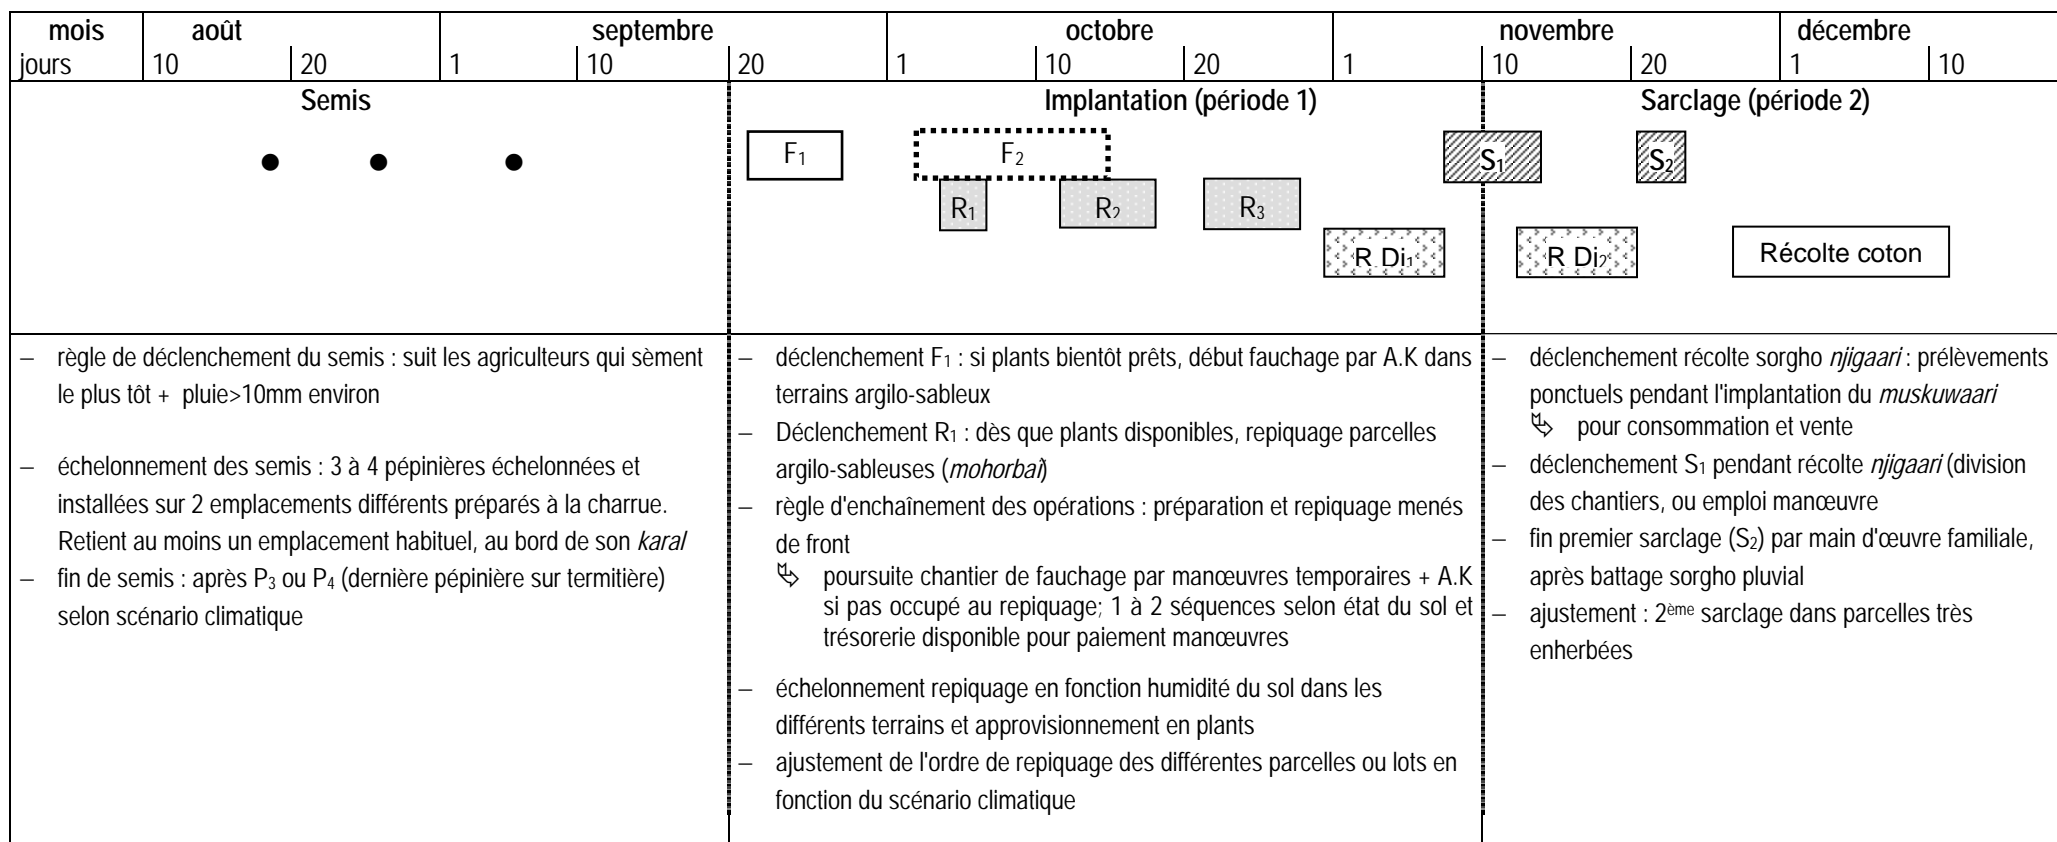 mois août septembre octobre novembre décembre
jours 10 20 1 10 20 1 10 20 1 10 20 1 10
Semis Implantation (période 1) Sarclage (période 2)
F1 F2 S1 S2
R1 R2 R3
R Di1 R Di2 Récolte coton
– règle de déclenchement du semis : suit les agriculteurs qui sèment
le plus tôt + pluie>10mm environ
– échelonnement des semis : 3 à 4 pépinières échelonnées et
installées sur 2 emplacements différents préparés à la charrue.
Retient au moins un emplacement habituel, au bord de son karal
– fin de semis : après P3 ou P4 (dernière pépinière sur termitière)
selon scénario climatique
– déclenchement F1 : si plants bientôt prêts, début fauchage par A.K dans
terrains argilo-sableux
– Déclenchement R1 : dès que plants disponibles, repiquage parcelles
argilo-sableuses (mohorbaî)
– règle d'enchaînement des opérations : préparation et repiquage menés
de front
↪ poursuite chantier de fauchage par manœuvres temporaires + A.K
si pas occupé au repiquage; 1 à 2 séquences selon état du sol et
trésorerie disponible pour paiement manœuvres
– échelonnement repiquage en fonction humidité du sol dans les
différents terrains et approvisionnement en plants
– ajustement de l'ordre de repiquage des différentes parcelles ou lots en
fonction du scénario climatique
– déclenchement récolte sorgho njigaari : prélèvements
ponctuels pendant l'implantation du muskuwaari
↪ pour consommation et vente
– déclenchement S1 pendant récolte njigaari (division
des chantiers, ou emploi manœuvre
– fin premier sarclage (S2) par main d'œuvre familiale,
après battage sorgho pluvial
– ajustement : 2ème sarclage dans parcelles très
enherbées